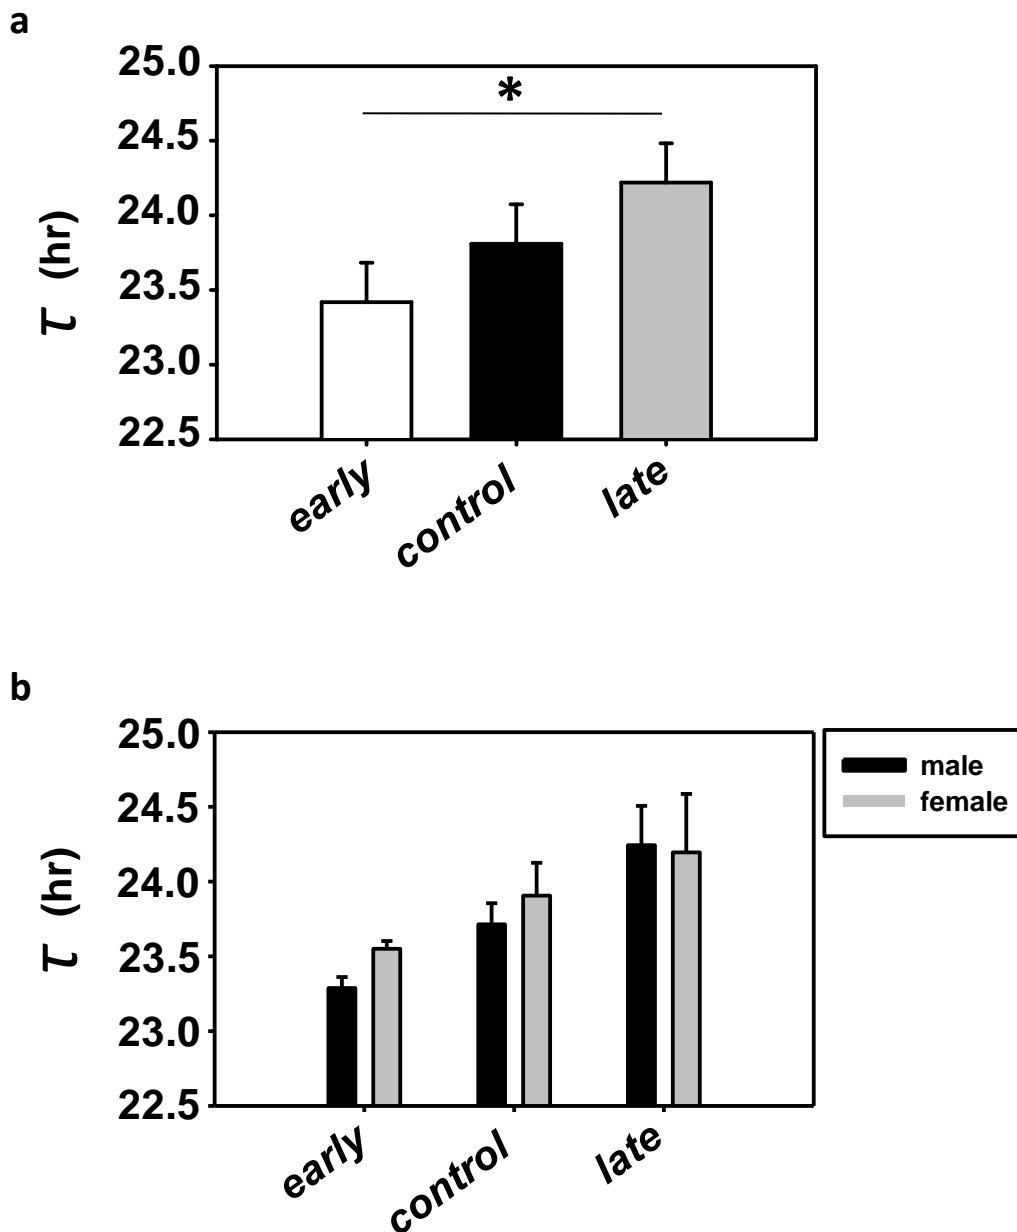 a
25.0
*
24.5
24.0
23.5
23.0
22.5
τ (hr)
early
control
late
b
25.0
24.5
24.0
23.5
23.0
22.5
τ (hr)
male
female
early
control
late